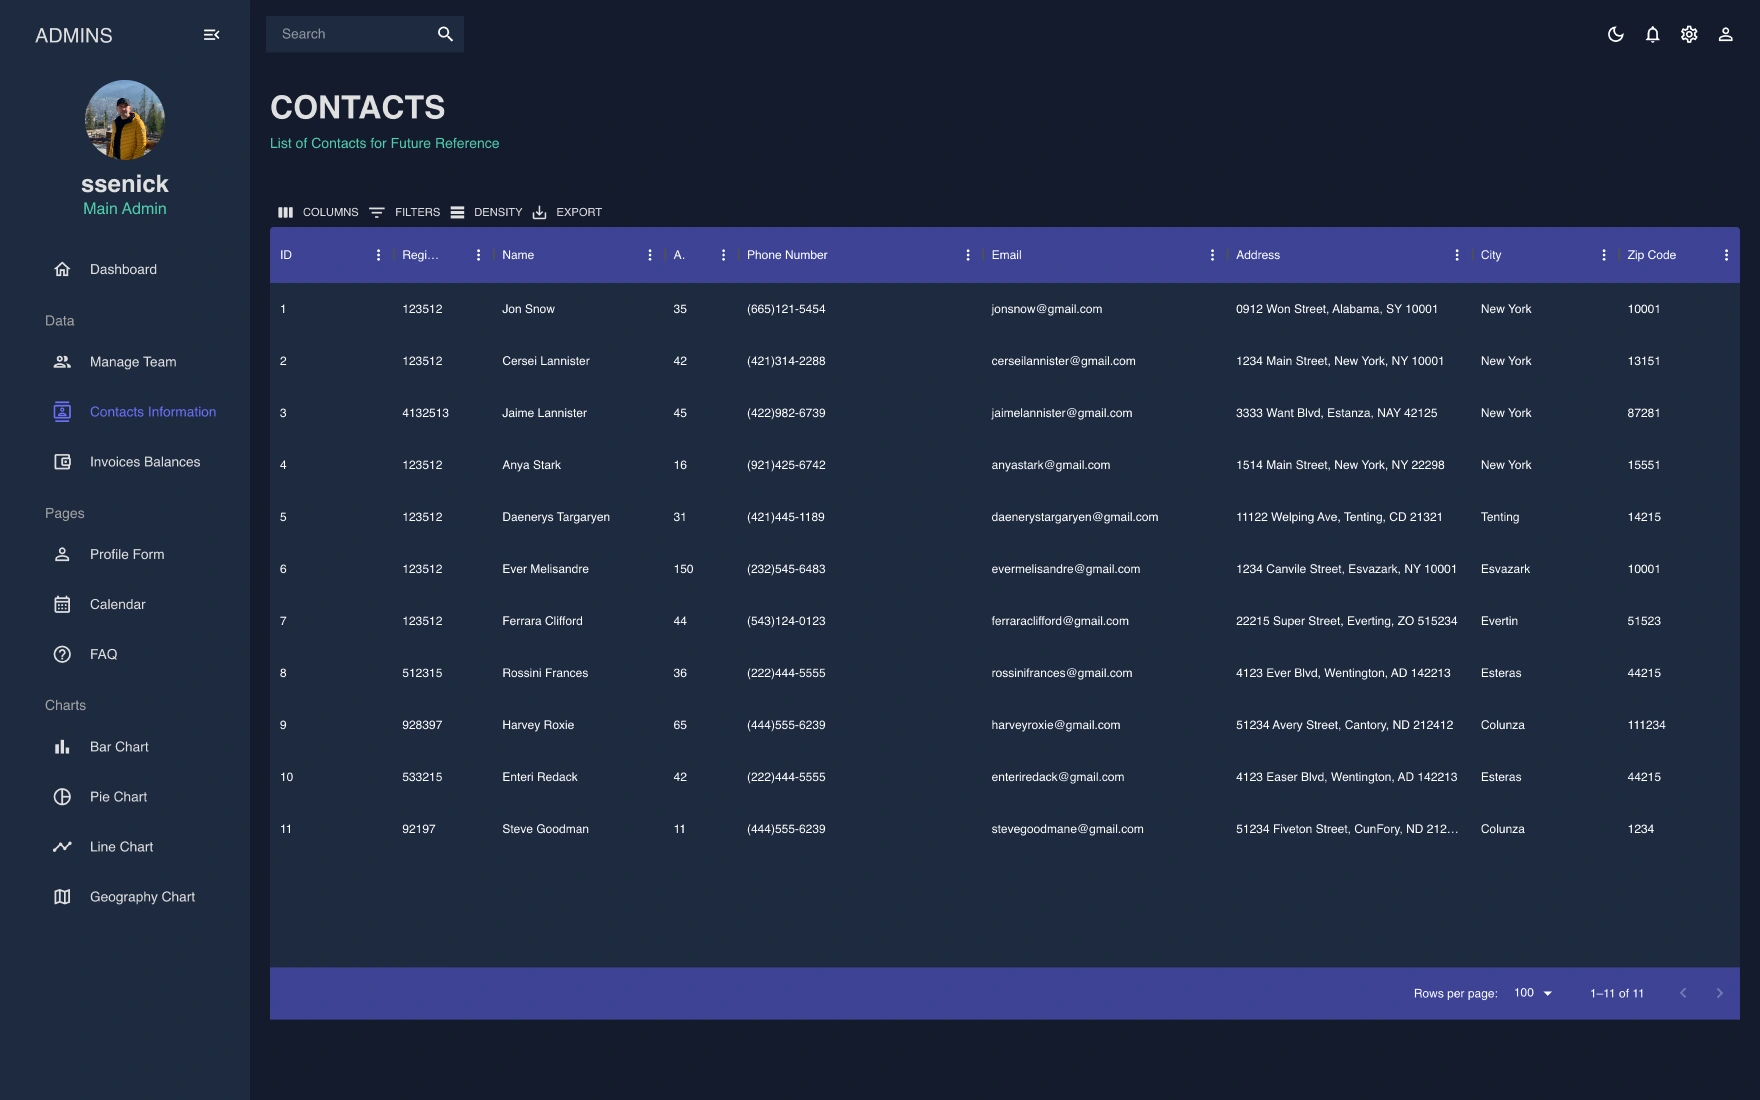 ADMINS
Search
ssenick
Main Admin
Dashboard
Data
Manage Team
Contacts Information
Invoices Balances
Pages
Profile Form
Calendar
FAQ
Charts
Bar Chart
Pie Chart
Line Chart
Geography Chart
CONTACTS
List of Contacts for Future Reference
COLUMNS FILTERS DENSITY EXPORT
ID Regi... Name A. Phone Number Email Address City Zip Code
1 123512 Jon Snow 35 (665)121-5454 jonsnow@gmail.com 0912 Won Street, Alabama, SY 10001 New York 10001
2 123512 Cersei Lannister 42 (421)314-2288 cerseilannister@gmail.com 1234 Main Street, New York, NY 10001 New York 13151
3 4132513 Jaime Lannister 45 (422)982-6739 jaimelannister@gmail.com 3333 Want Blvd, Estanza, NAY 42125 New York 87281
4 123512 Anya Stark 16 (921)425-6742 anyastark@gmail.com 1514 Main Street, New York, NY 22298 New York 15551
5 123512 Daenerys Targaryen 31 (421)445-1189 daenerystargaryen@gmail.com 11122 Welping Ave, Tenting, CD 21321 Tenting 14215
6 123512 Ever Melisandre 150 (232)545-6483 evermelisandre@gmail.com 1234 Canvile Street, Esvazark, NY 10001 Esvazark 10001
7 123512 Ferrara Clifford 44 (543)124-0123 ferraraclifford@gmail.com 22215 Super Street, Everting, ZO 515234 Evertin 51523
8 512315 Rossini Frances 36 (222)444-5555 rossinifrances@gmail.com 4123 Ever Blvd, Wentington, AD 142213 Esteras 44215
9 928397 Harvey Roxie 65 (444)555-6239 harveyroxie@gmail.com 51234 Avery Street, Cantory, ND 212412 Colunza 111234
10 533215 Enteri Redack 42 (222)444-5555 enteriredack@gmail.com 4123 Easer Blvd, Wentington, AD 142213 Esteras 44215
11 92197 Steve Goodman 11 (444)555-6239 stevegoodmane@gmail.com 51234 Fiveton Street, CunFory, ND 212... Colunza 1234
Rows per page: 100 1–11 of 11